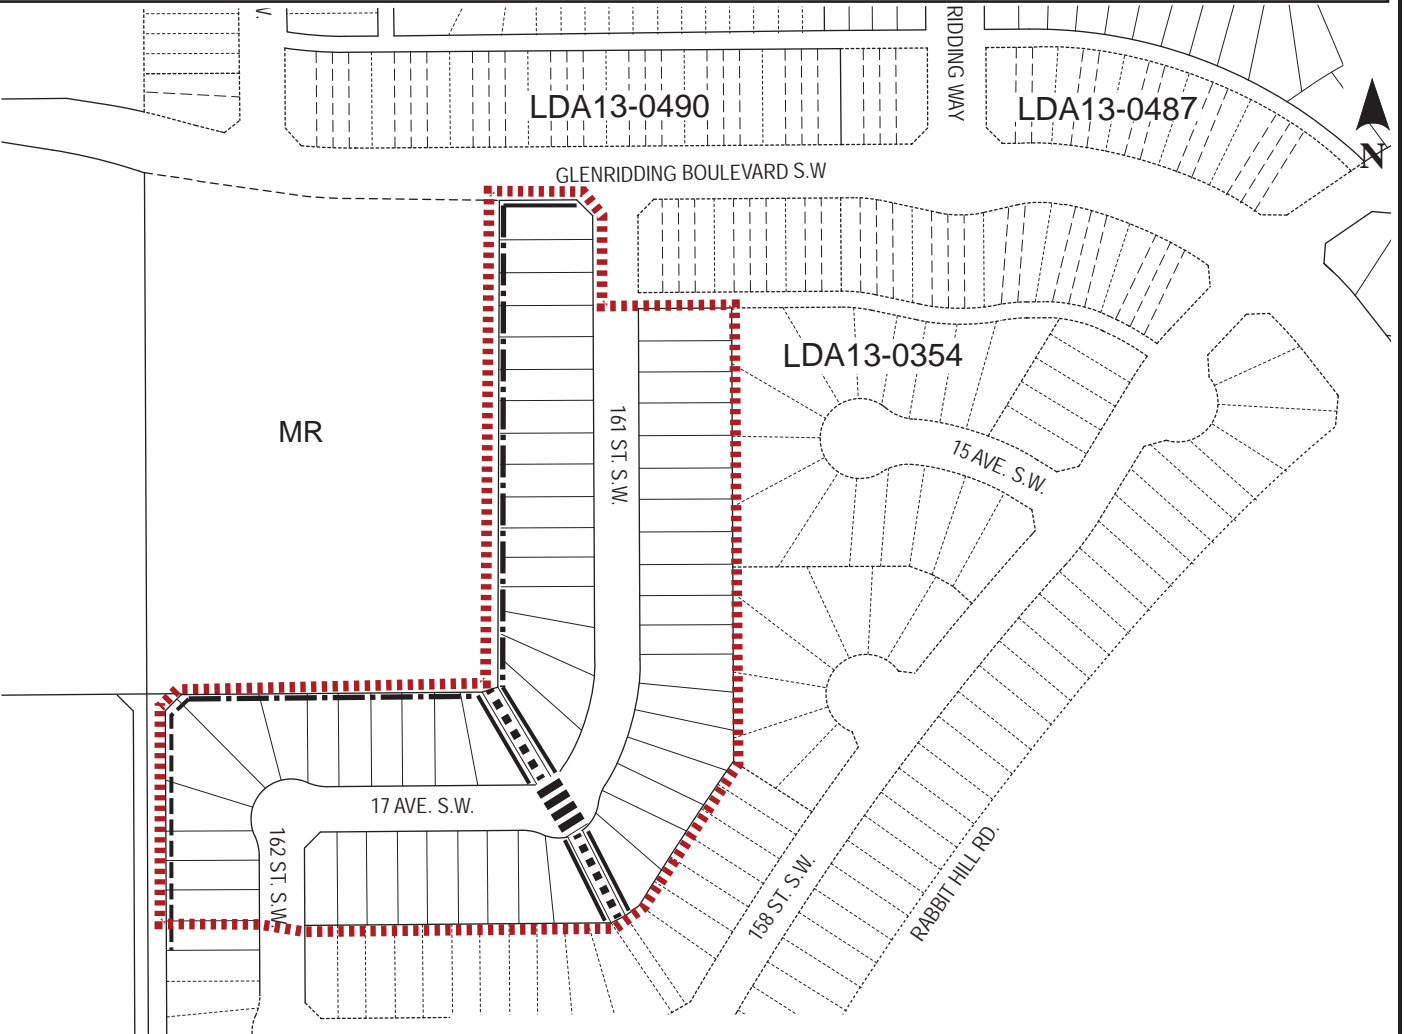 W.
RIDDING WAY
LDA13-0490
LDA13-0487
N
GLENRIDDING BOULEVARD S.W
LDA13-0354
MR
161 ST. S.W.
15 AVE. S.W.
17 AVE. S.W.
162 ST. S.W.
158 ST. S.W.
RABBIT HILL RD.